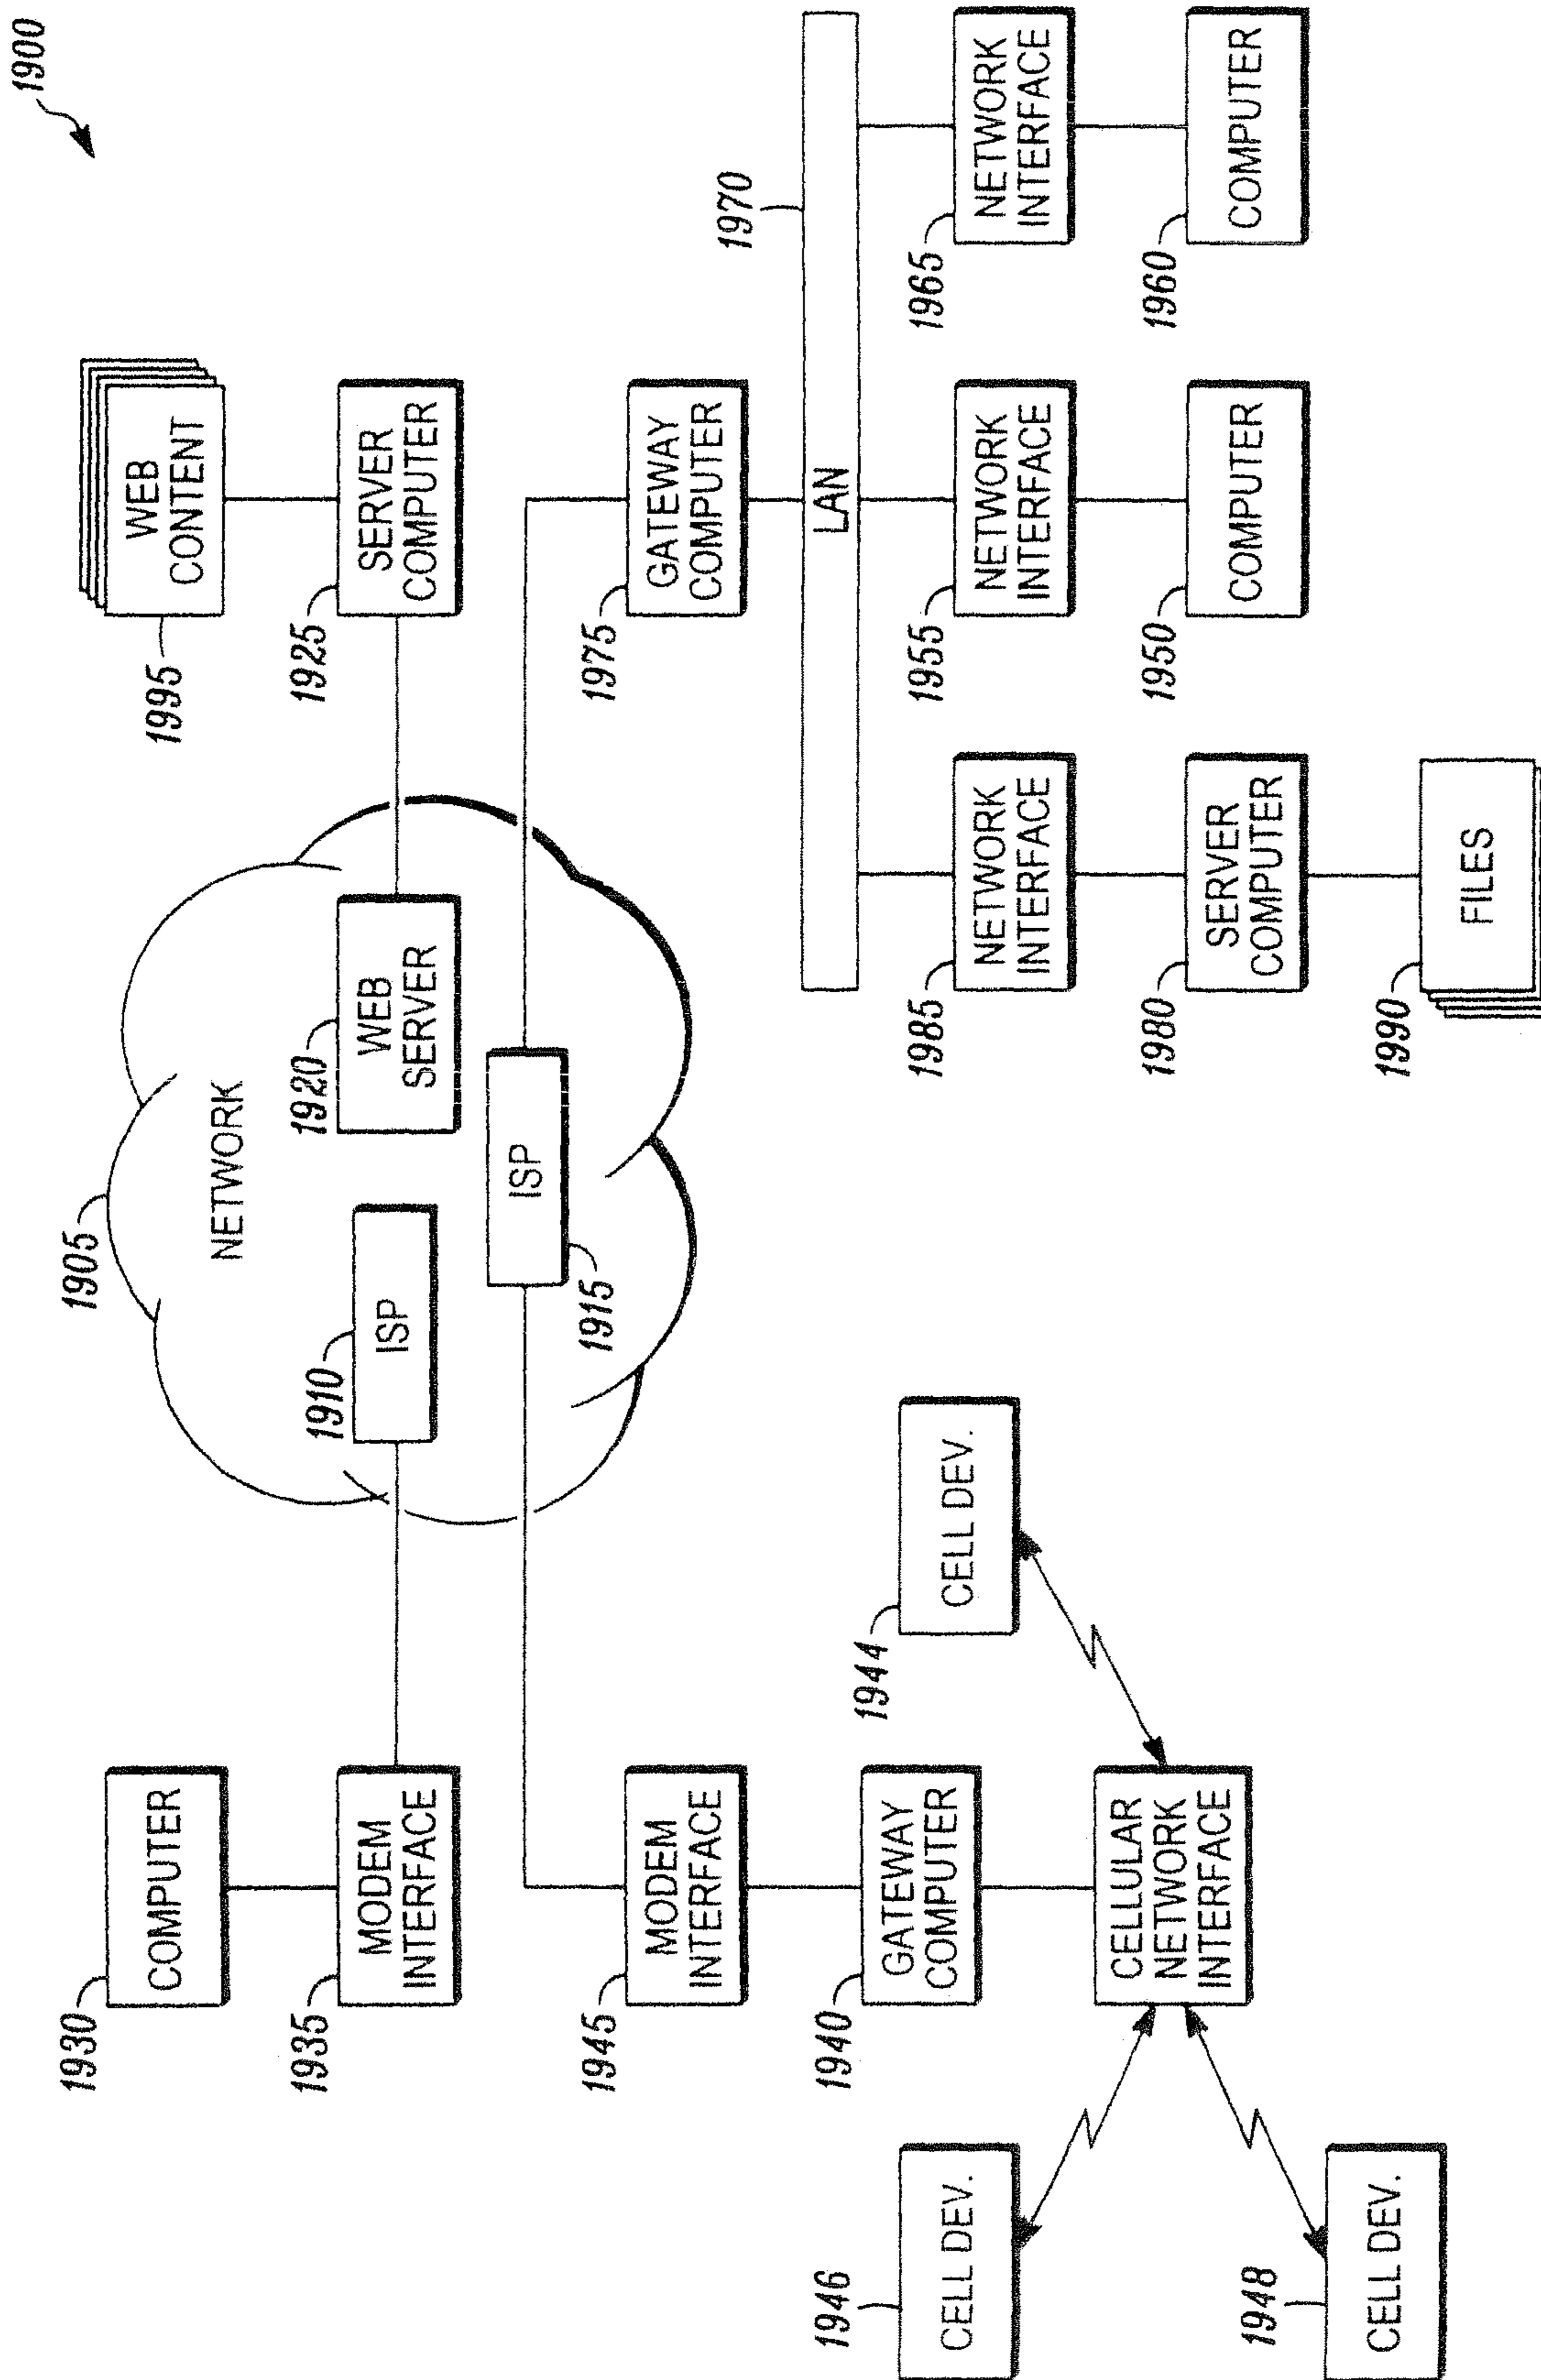 1900
1995
WEB
CONTENT
1925
SERVER
COMPUTER
1905
NETWORK
1910
ISP
1920
WEB
SERVER
1915
ISP
1930
COMPUTER
1935
MODEM
INTERFACE
1945
MODEM
INTERFACE
1940
GATEWAY
COMPUTER
CELLULAR
NETWORK
INTERFACE
1944
CELL DEV.
1946
CELL DEV.
1948
CELL DEV.
1975
GATEWAY
COMPUTER
1970
LAN
1985
NETWORK
INTERFACE
1980
SERVER
COMPUTER
1990
FILES
1955
NETWORK
INTERFACE
1950
COMPUTER
1965
NETWORK
INTERFACE
1960
COMPUTER